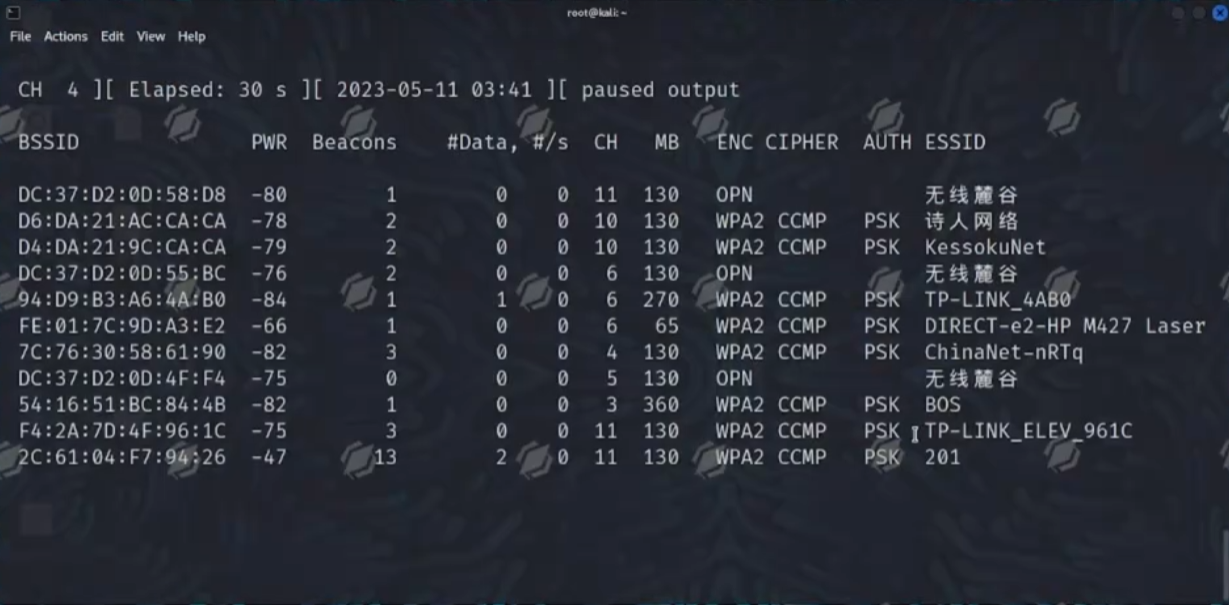 root@kali: ~
File Actions Edit View Help
CH 4 ][ Elapsed: 30 s ][ 2023-05-11 03:41 ][ paused output
BSSID PWR Beacons #Data, #/s CH MB ENC CIPHER AUTH ESSID
DC:37:D2:0D:58:D8 -80 1 0 0 11 130 OPN 无线麓谷
D6:DA:21:AC:CA:CA -78 2 0 0 10 130 WPA2 CCMP PSK 诗人网络
D4:DA:21:9C:CA:CA -79 2 0 0 10 130 WPA2 CCMP PSK KessokuNet
DC:37:D2:0D:55:BC -76 2 0 0 6 130 OPN 无线麓谷
94:D9:B3:A6:4A:B0 -84 1 1 0 6 270 WPA2 CCMP PSK TP-LINK_4AB0
FE:01:7C:9D:A3:E2 -66 1 0 0 6 65 WPA2 CCMP PSK DIRECT-e2-HP M427 Laser
7C:76:30:58:61:90 -82 3 0 0 4 130 WPA2 CCMP PSK ChinaNet-nRTq
DC:37:D2:0D:4F:F4 -75 0 0 0 5 130 OPN 无线麓谷
54:16:51:BC:84:4B -82 1 0 0 3 360 WPA2 CCMP PSK BOS
F4:2A:7D:4F:96:1C -75 3 0 0 11 130 WPA2 CCMP PSK TP-LINK_ELEV_961C
2C:61:04:F7:94:26 -47 13 2 0 11 130 WPA2 CCMP PSK 201